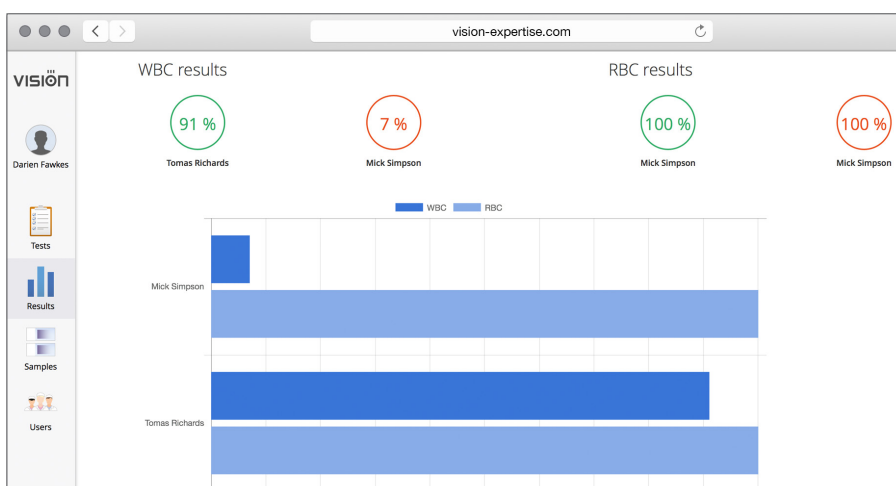 vision-expertise.com
VISION
WBC results
RBC results
91 %
7 %
100 %
100 %
Tomas Richards
Mick Simpson
Mick Simpson
Mick Simpson
Darien Fawkes
Tests
Results
Samples
Users
WBC
RBC
Mick Simpson
Tomas Richards